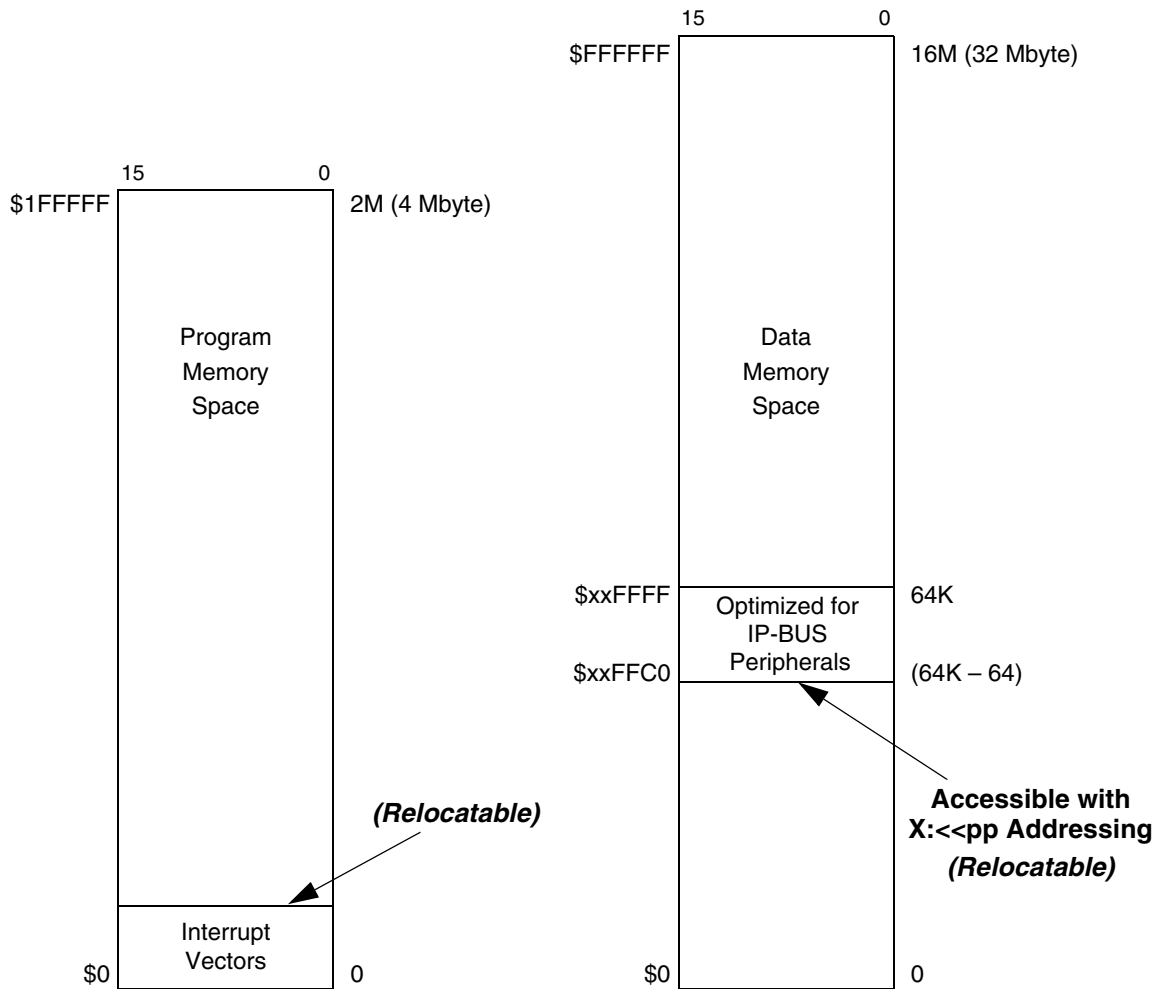 15 0
$1FFFFF
2M (4 Mbyte)
Program
Memory
Space
(Relocatable)
Interrupt
Vectors
$0
0
15 0
$FFFFFF
16M (32 Mbyte)
Data
Memory
Space
$xxFFFF
64K
Optimized for
IP-BUS
Peripherals
$xxFFC0
(64K – 64)
Accessible with
X:<<pp Addressing
(Relocatable)
$0
0